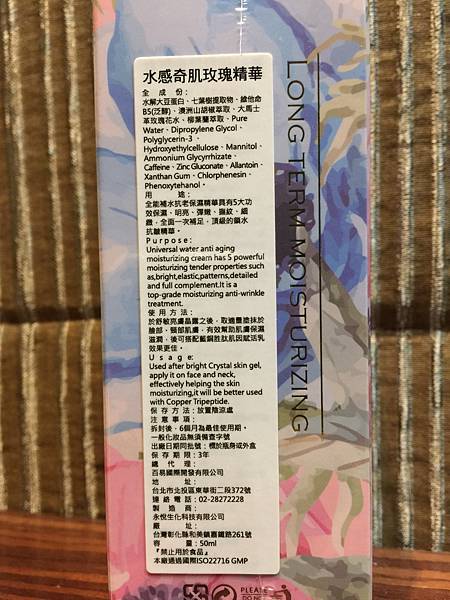 水感奇肌玫瑰精華
全成份:
水解大豆蛋白、七葉樹提取物、維他命
B5(泛醇)、澳洲山胡椒萃取、大馬士
革玫瑰花水、柳葉蘭萃取、Pure
Water、Dipropylene Glycol、
Polyglycerin-3、
Hydroxyethylcellulose、Mannitol、
Ammonium Glycyrrhizate、
Caffeine、Zinc Gluconate、Allantoin、
Xanthan Gum、Chlorphenesin、
Phenoxytehanol。
用途:
全能補水抗老保濕精華具有5大功
效保濕、明亮、彈嫩、撫紋、細
緻,全面一次補足,頂級的鎖水
抗皺精華。
Purpose:
Universal water anti aging
moisturizing cream has 5 powerful
moisturizing tender properties such
as,bright,elastic,patterns,detailed
and full complement.It is a
top-grade moisturizing anti-wrinkle
treatment.
使用方法:
於舒敏亮膚晶露之後,取適量塗抹於
臉部、頸部肌膚,有效幫助肌膚保濕
滋潤,後可搭配藍銅胜肽肌因賦活乳
效果更佳。
Usage:
Used after bright Crystal skin gel,
apply it on face and neck,
effectively helping the skin
moisturizing,it will be better used
with Copper Tripeptide.
保存方法:放置陰涼處
注意事項:
拆封後,6個月為最佳使用期。
一般化妝品無須備查字號
出廠日期同批號:標於瓶身或外盒
保存期限:3年
總代理:
百易國際開發有限公司
地址:
台北市北投區東華街二段372號
連絡電話:02-28272228
製造商:
永悅生化科技有限公司
廠址:
台灣彰化縣和美鎮嘉鐵路261號
容量:50ml
『禁止用於食品』
本廠通過國際ISO22716 GMP
LONG TERM MOISTURIZING
PLEASE
DO NO